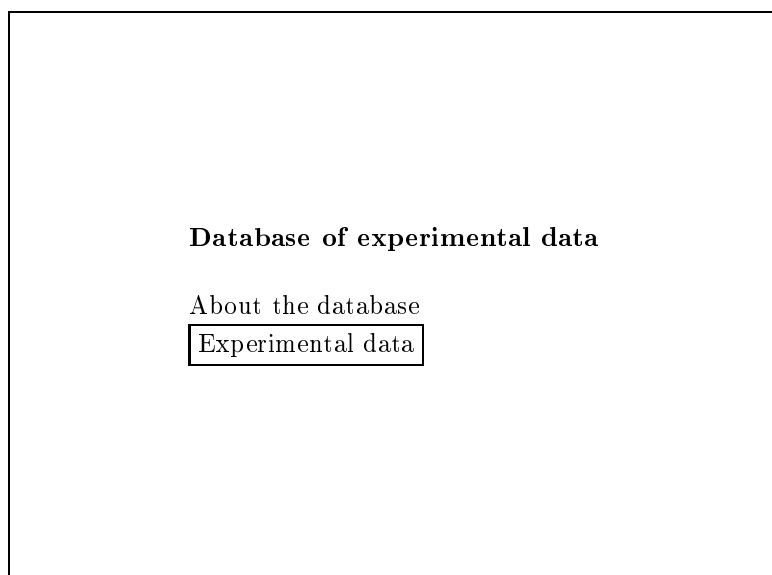 Database of experimental data
About the database
Experimental data